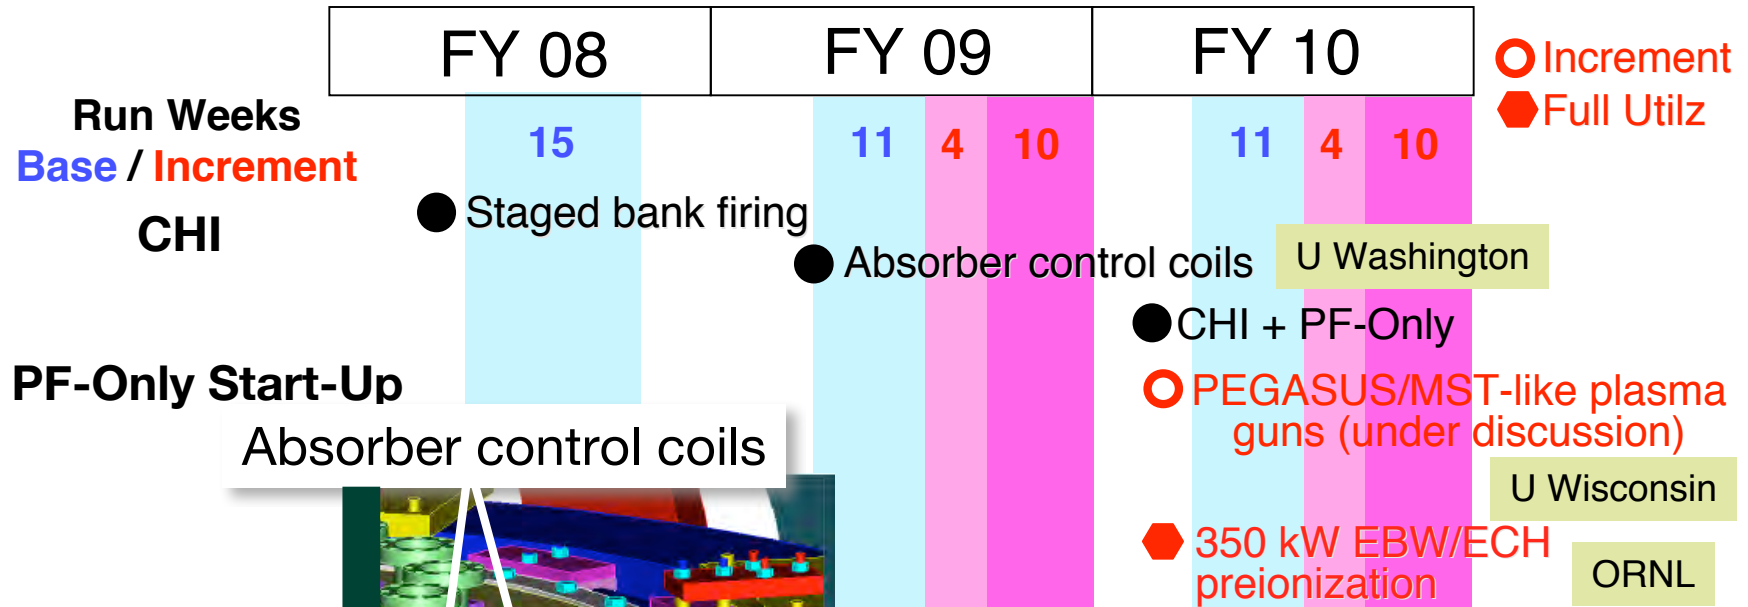 FY 08 FY 09 FY 10
Increment
Full Utilz
Run Weeks
Base / Increment
15 11 4 10 11 4 10
CHI
Staged bank firing
Absorber control coils
U Washington
CHI + PF-Only
PF-Only Start-Up
PEGASUS/MST-like plasma
guns (under discussion)
Absorber control coils
U Wisconsin
350 kW EBW/ECH
preionization
ORNL